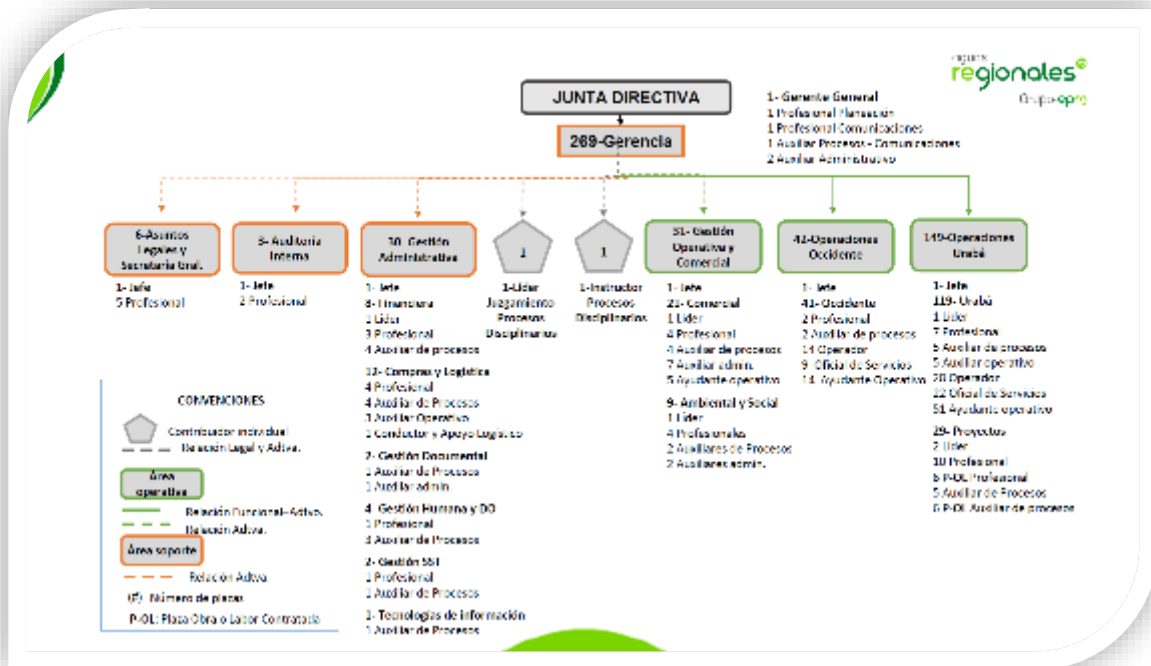 aguas
regionales
Grupo·epm
JUNTA DIRECTIVA
269-Gerencia
1- Gerente General
1 Profesional Planeación
1 Profesional Comunicaciones
1 Auxiliar Procesos - Comunicaciones
2 Auxiliar Administrativo
6-Asuntos
Legales y
Secretaría Gral.
1- Jefe
5 Profesional
3- Auditoría
Interna
1- Jefe
2 Profesional
30- Gestión
Administrativa
1- Jefe
8- Financiera
1 Líder
3 Profesional
4 Auxiliar de procesos
12- Compras y Logística
4 Profesional
4 Auxiliar de Procesos
3 Auxiliar Operativo
1 Conductor y Apoyo Logístico
2- Gestión Documental
1 Auxiliar de Procesos
1 Auxiliar admin.
4 Gestión Humana y DO
1 Profesional
3 Auxiliar de Procesos
2- Gestión SST
1 Profesional
1 Auxiliar de Procesos
1- Tecnologías de información
1 Auxiliar de Procesos
1
1-Líder
Juzgamiento
Procesos
Disciplinarios
1
1-Instructor
Procesos
Disciplinarios
31- Gestión
Operativa y
Comercial
1- Jefe
21- Comercial
1 Líder
4 Profesional
4 Auxiliar de procesos
7 Auxiliar admin.
5 Ayudante operativo
9- Ambiental y Social
1 Líder
4 Profesionales
2 Auxiliares de Procesos
2 Auxiliares admin.
42-Operaciones
Occidente
1- Jefe
41- Occidente
2 Profesional
2 Auxiliar de procesos
14 Operador
9 Oficial de Servicios
14 Ayudante Operativo
149-Operaciones
Urabá
1- Jefe
119- Urabá
1 Líder
7 Profesional
5 Auxiliar de procesos
5 Auxiliar operativo
28 Operador
22 Oficial de Servicios
51 Ayudante operativo
29- Proyectos
2 Líder
10 Profesional
6 P-OL Profesional
5 Auxiliar de Procesos
6 P-OL Auxiliar de procesos
CONVENCIONES
Contribuidor individual
Relación Legal y Adtva.
Área
operativa
Relación Funcional-Adtvo.
Relación Adtva.
Área soporte
Relación Adtva.
(#) Número de plazas
P-OL: Plaza Obra o Labor Contratada